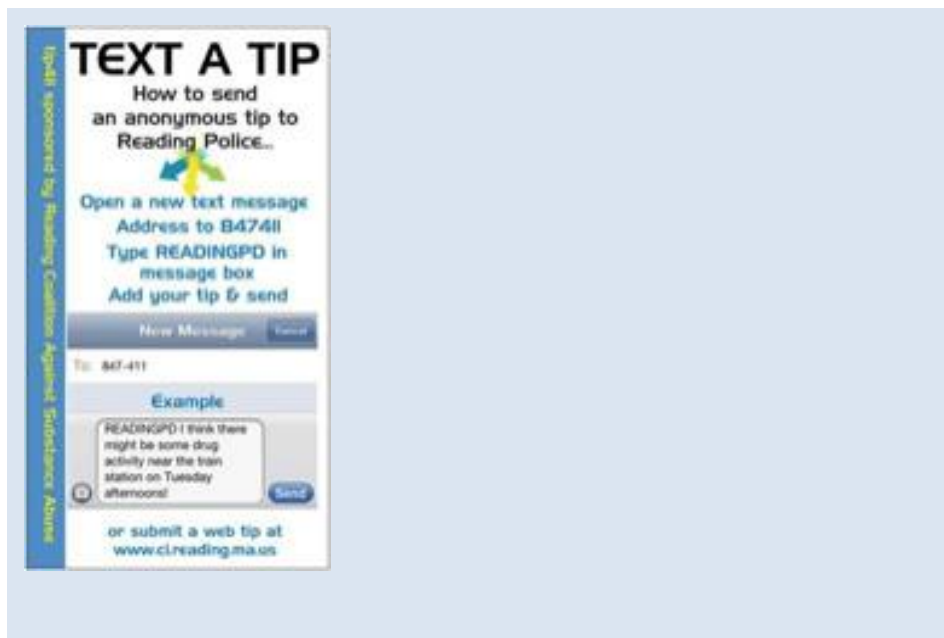 TEXT A TIP
How to send
an anonymous tip to
Reading Police...
Open a new text message
Address to 847411
Type READINGPD in
message box
Add your tip & send
New Message
Cancel
To: 847-411
Example
READINGPD I think there
might be some drug
activity near the train
station on Tuesday
afternoons!
Send
or submit a web tip at
www.ci.reading.ma.us
tip411 sponsored by Reading Coalition Against Substance Abuse